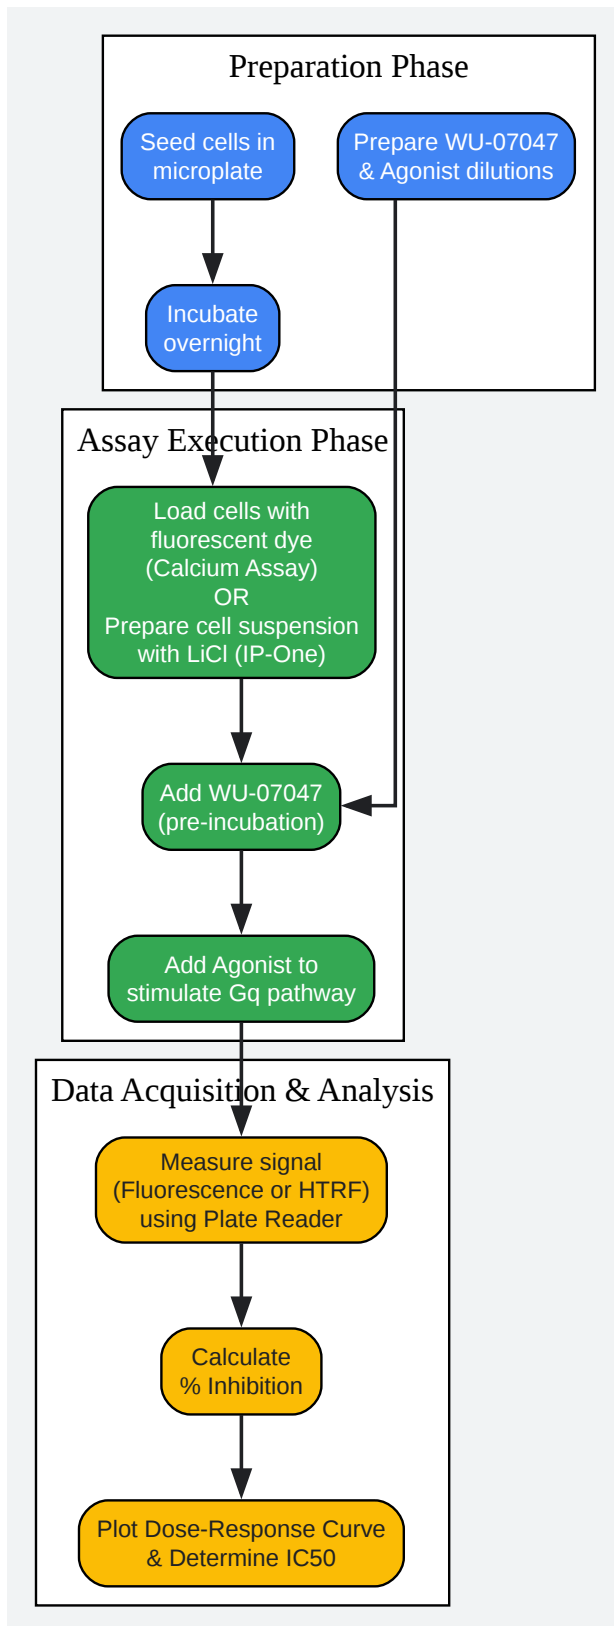 Preparation Phase
Seed cells in
microplate
Prepare WU-07047
& Agonist dilutions
Incubate
overnight
Assay Execution Phase
Load cells with
fluorescent dye
(Calcium Assay)
OR
Prepare cell suspension
with LiCl (IP-One)
Add WU-07047
(pre-incubation)
Add Agonist to
stimulate Gq pathway
Data Acquisition & Analysis
Measure signal
(Fluorescence or HTRF)
using Plate Reader
Calculate
% Inhibition
Plot Dose-Response Curve
& Determine IC50